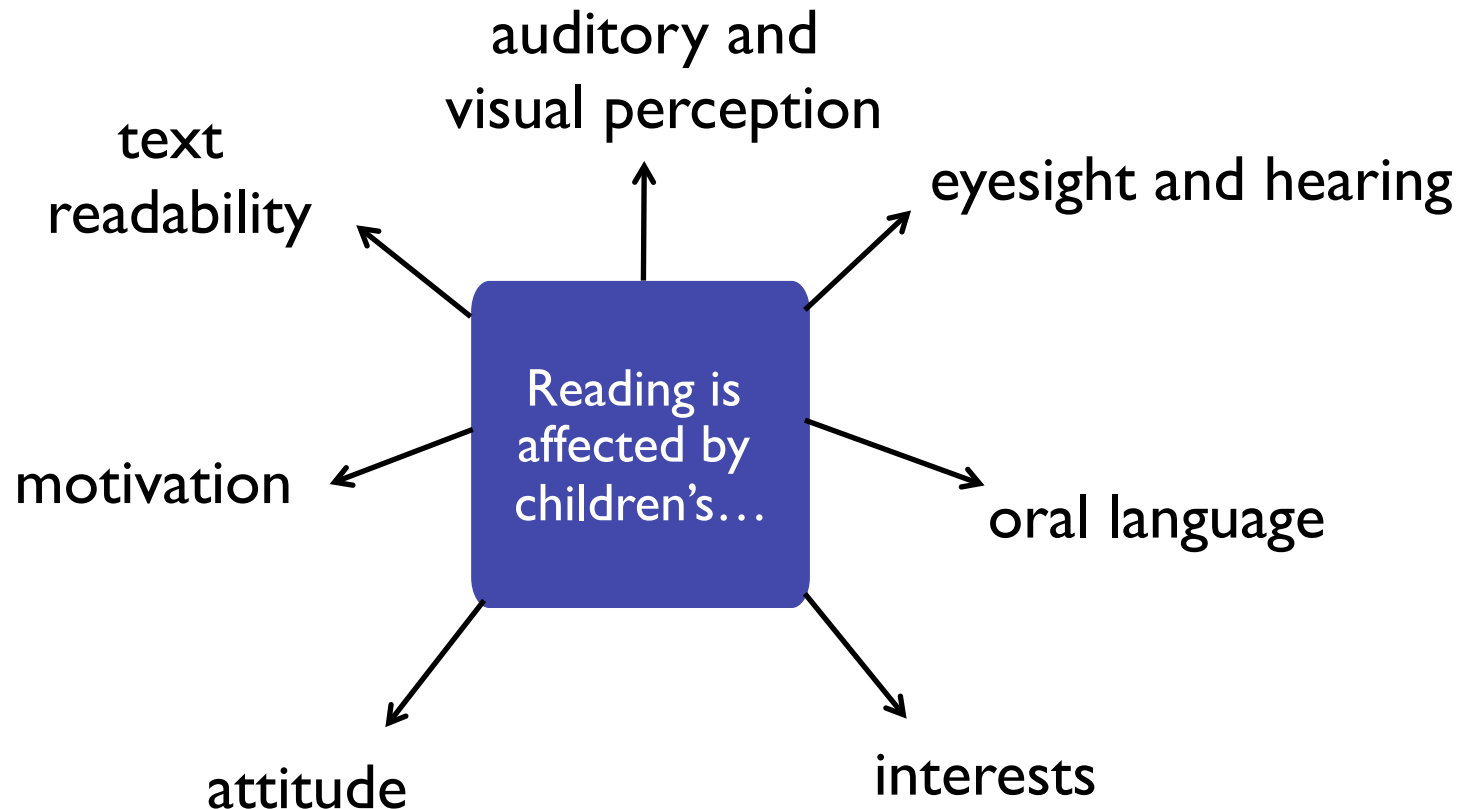 auditory and
visual perception
text
readability
eyesight and hearing
Reading is
affected by
children’s…
motivation
oral language
attitude
interests